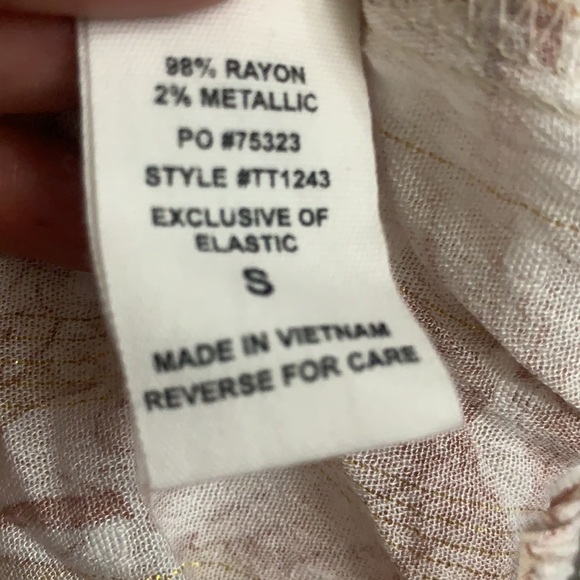 98% RAYON
2% METALLIC
PO #75323
STYLE #TT1243
EXCLUSIVE OF
ELASTIC
S
MADE IN VIETNAM
REVERSE FOR CARE